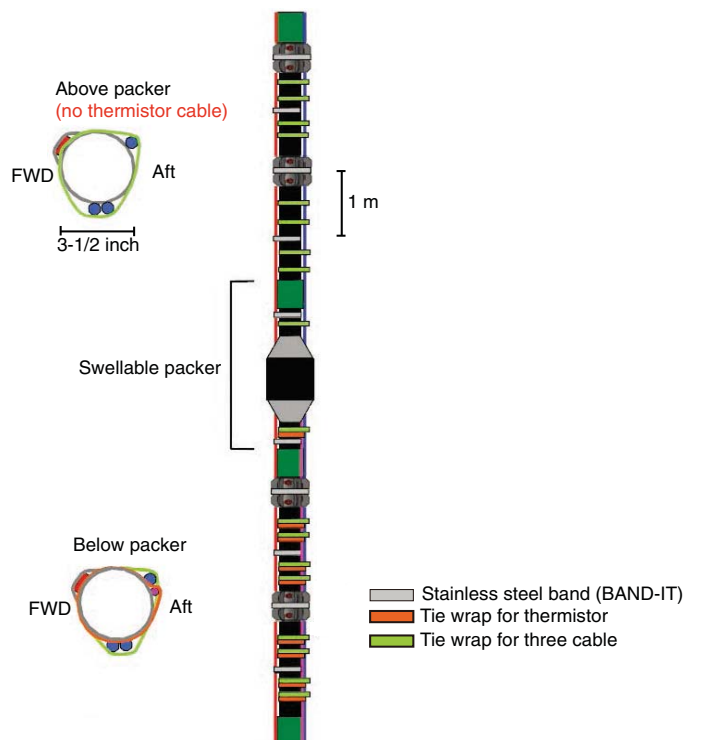 Above packer
(no thermistor cable)
FWD
Aft
3-1/2 inch
1 m
Swellable packer
Below packer
FWD
Aft
Stainless steel band (BAND-IT)
Tie wrap for thermistor
Tie wrap for three cable